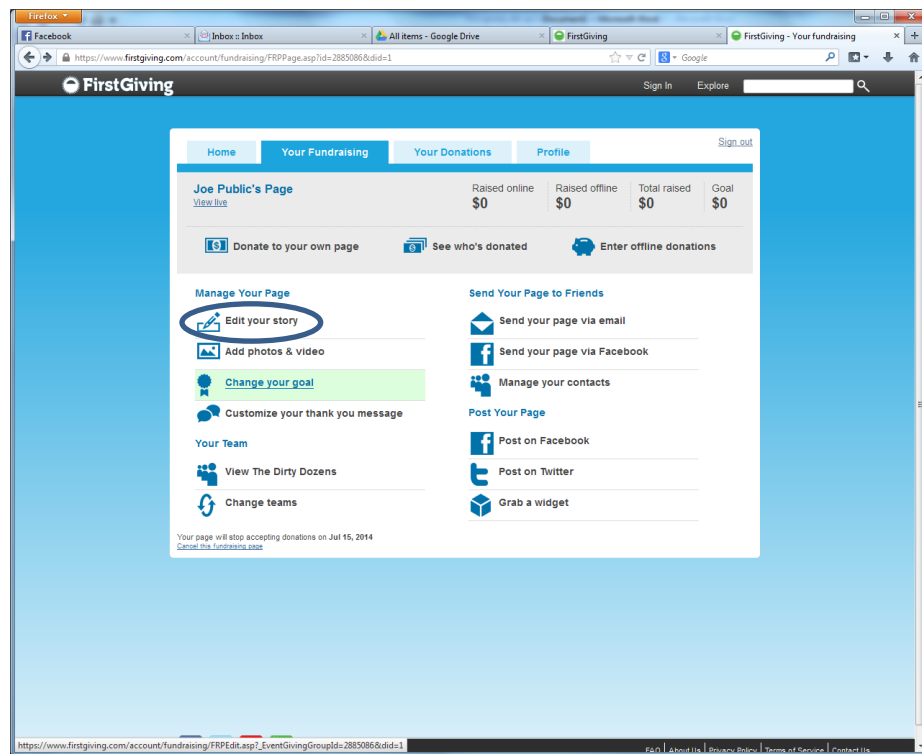 Firefox
Facebook
Inbox :: Inbox
All items - Google Drive
FirstGiving
FirstGiving - Your fundraising
https://www.firstgiving.com/account/fundraising/FRPPage.asp?id=2885086&did=1
Google
FirstGiving
Sign In
Explore
Sign out
Home
Your Fundraising
Your Donations
Profile
Joe Public's Page
View live
Raised online
$0
Raised offline
$0
Total raised
$0
Goal
$0
Donate to your own page
See who's donated
Enter offline donations
Manage Your Page
Edit your story
Add photos & video
Change your goal
Customize your thank you message
Your Team
View The Dirty Dozens
Change teams
Send Your Page to Friends
Send your page via email
Send your page via Facebook
Manage your contacts
Post Your Page
Post on Facebook
Post on Twitter
Grab a widget
Your page will stop accepting donations on Jul 15, 2014
Cancel this fundraising page
https://www.firstgiving.com/account/fundraising/FRPEdit.asp?_EventGivingGroupId=2885086&did=1
FAQ | About Us | Privacy Policy | Terms of Service | Contact Us